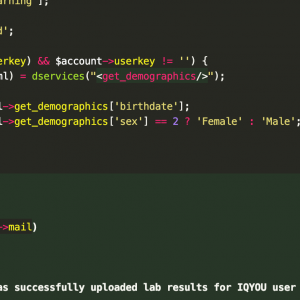 arning'];
d';
erkey) && $account->userkey != '') {
ml) = dservices("<get_demographics/>");
l->get_demographics['birthdate'];
l->get_demographics['sex'] == 2 ? 'Female' : 'Male';
->mail)
as successfully uploaded lab results for IQYOU user